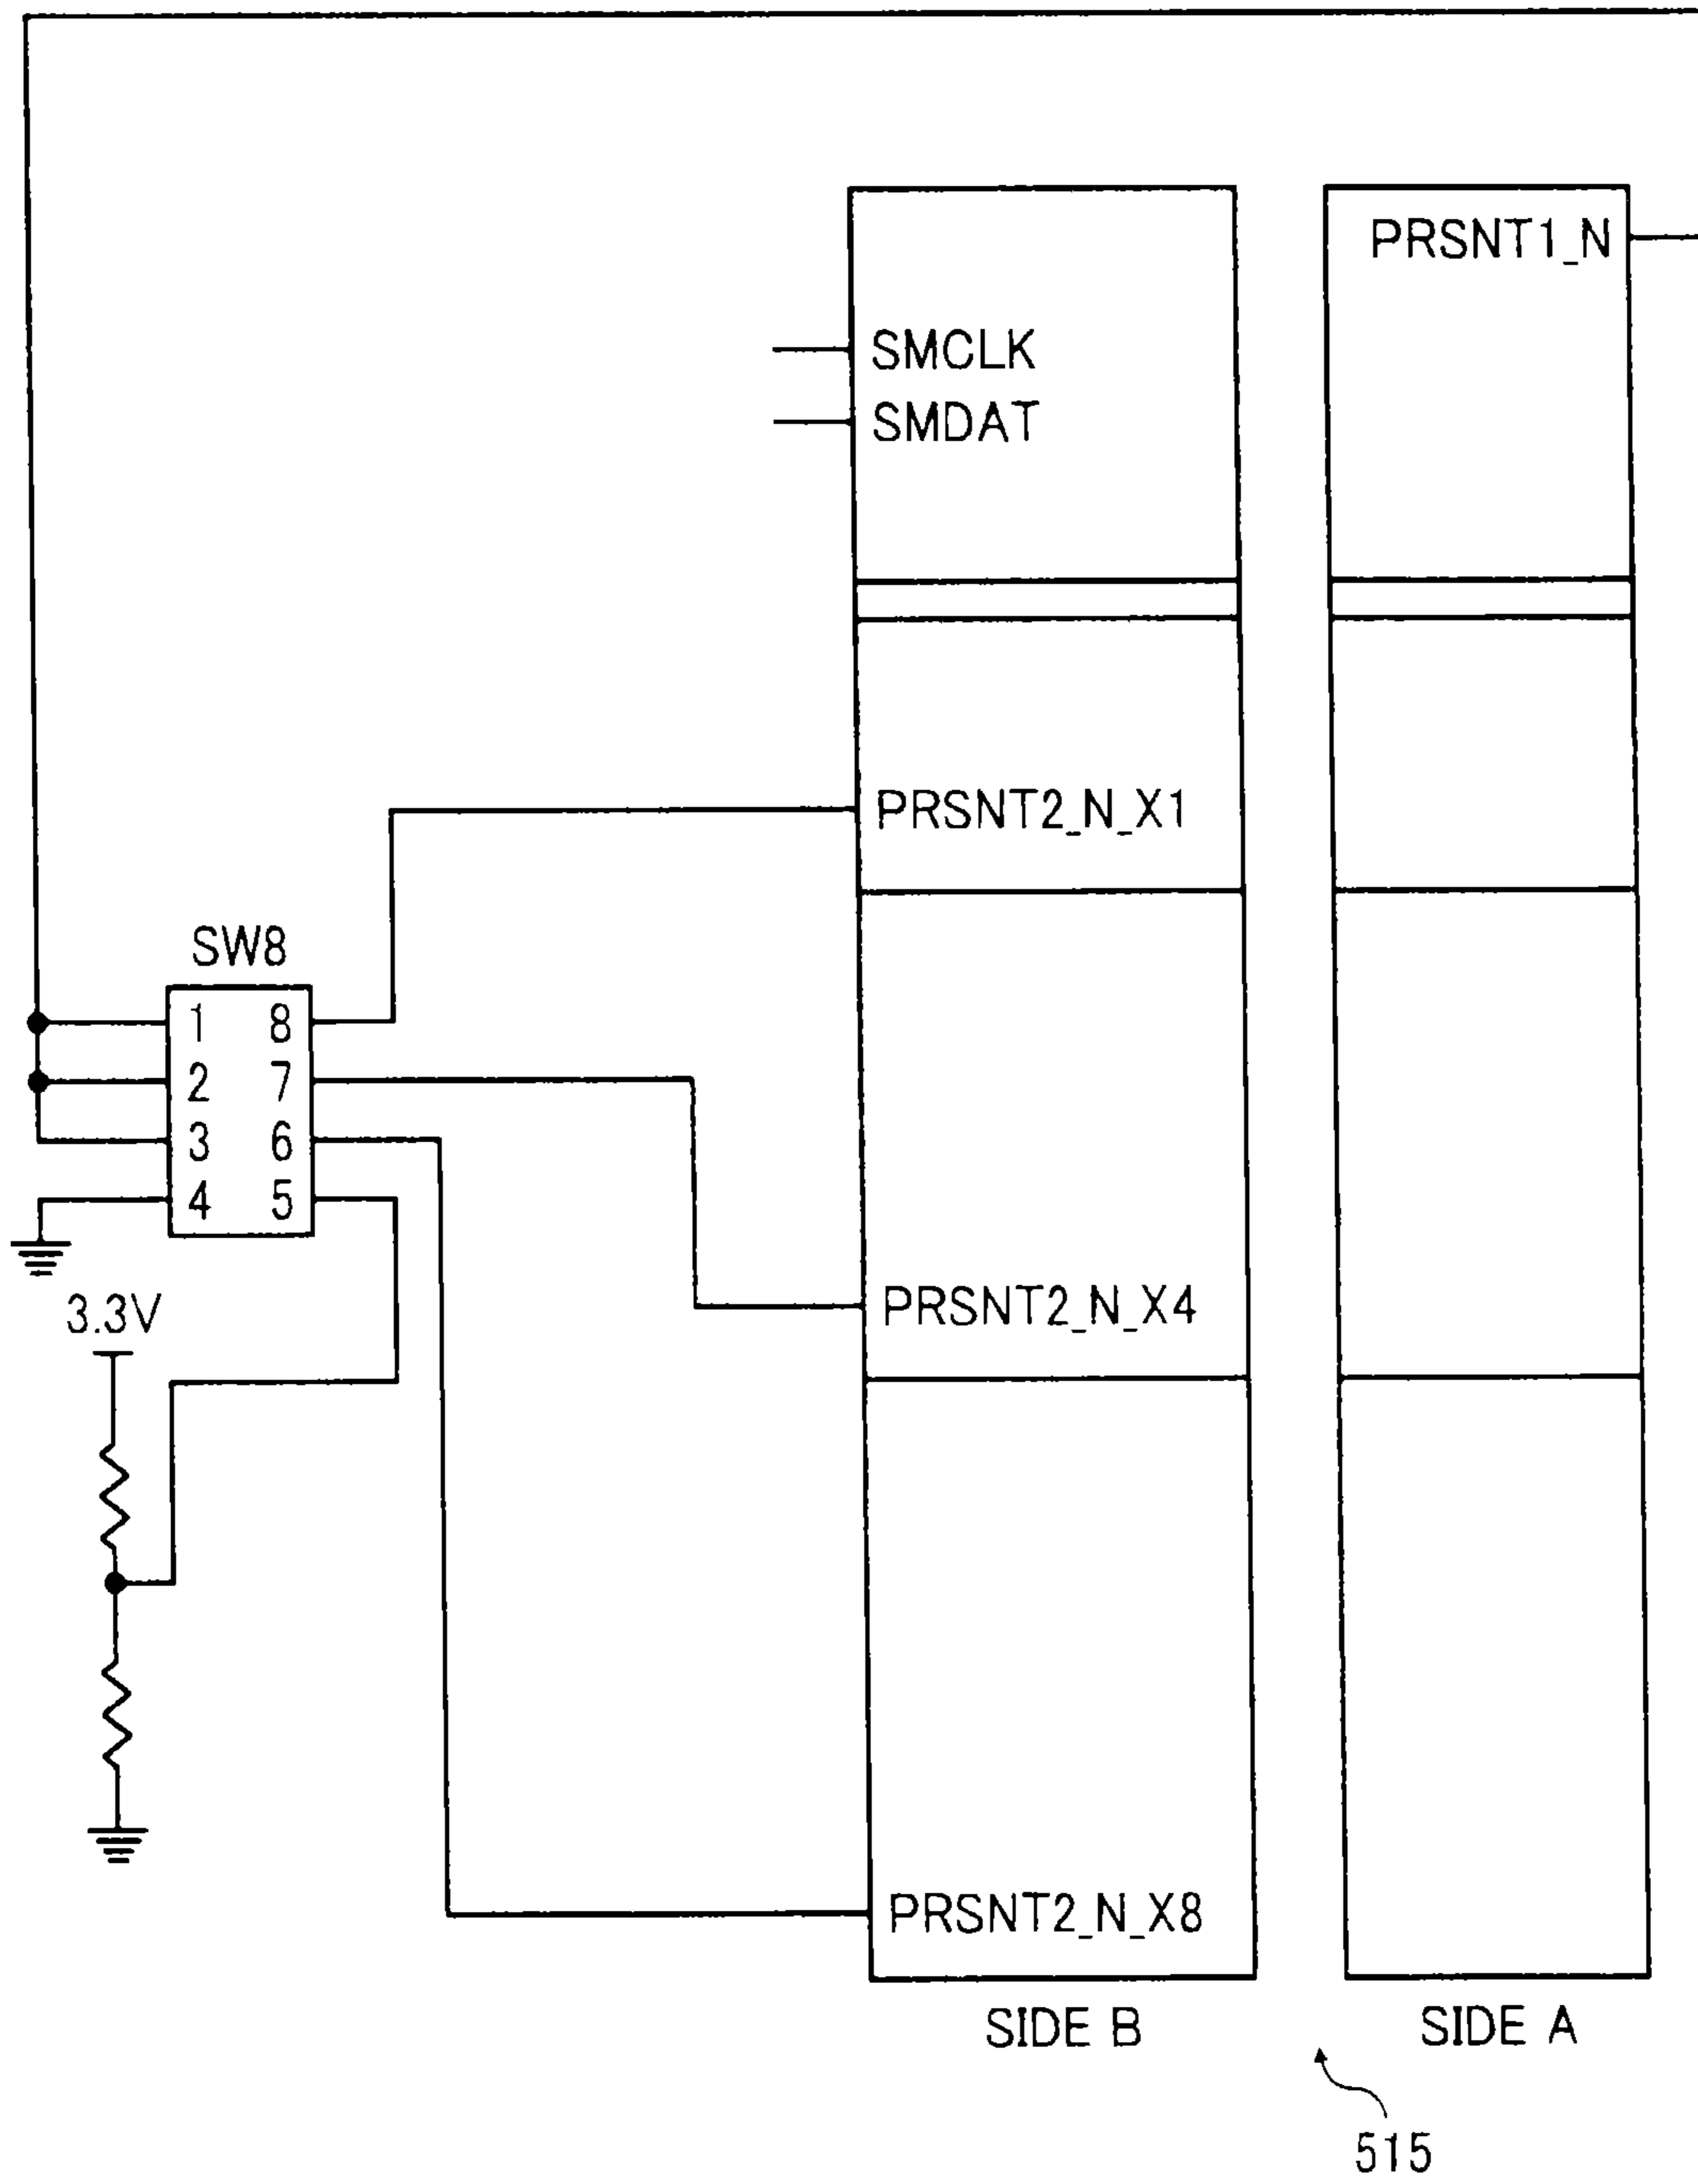 PRSNT1_N
SMCLK
SMDAT
PRSNT2_N_X1
SW8
1 8
2 7
3 6
4 5
3.3V
PRSNT2_N_X4
PRSNT2_N_X8
SIDE B
SIDE A
515